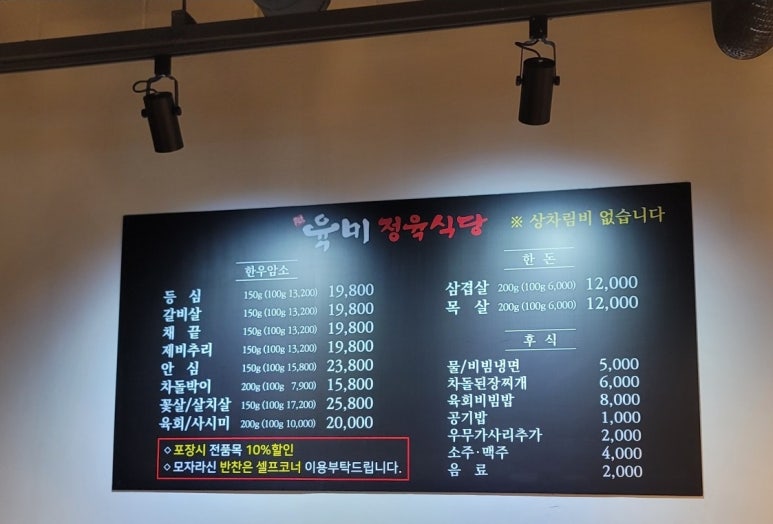 육비 정육식당 ※ 상차림비 없습니다
한우암소
등 심 150g (100g 13,200) 19,800
갈비살 150g (100g 13,200) 19,800
채 끝 150g (100g 13,200) 19,800
제비추리 150g (100g 13,200) 19,800
안 심 150g (100g 15,800) 23,800
차돌박이 200g (100g 7,900) 15,800
꽃살/살치살 150g (100g 17,200) 25,800
육회/사시미 200g (100g 10,000) 20,000
◇ 포장시 전품목 10%할인
◇ 모자라신 반찬은 셀프코너 이용부탁드립니다.
한 돈
삼겹살 200g (100g 6,000) 12,000
목 살 200g (100g 6,000) 12,000
후 식
물/비빔냉면 5,000
차돌된장찌개 6,000
육회비빔밥 8,000
공기밥 1,000
우무가사리추가 2,000
소주·맥주 4,000
음 료 2,000